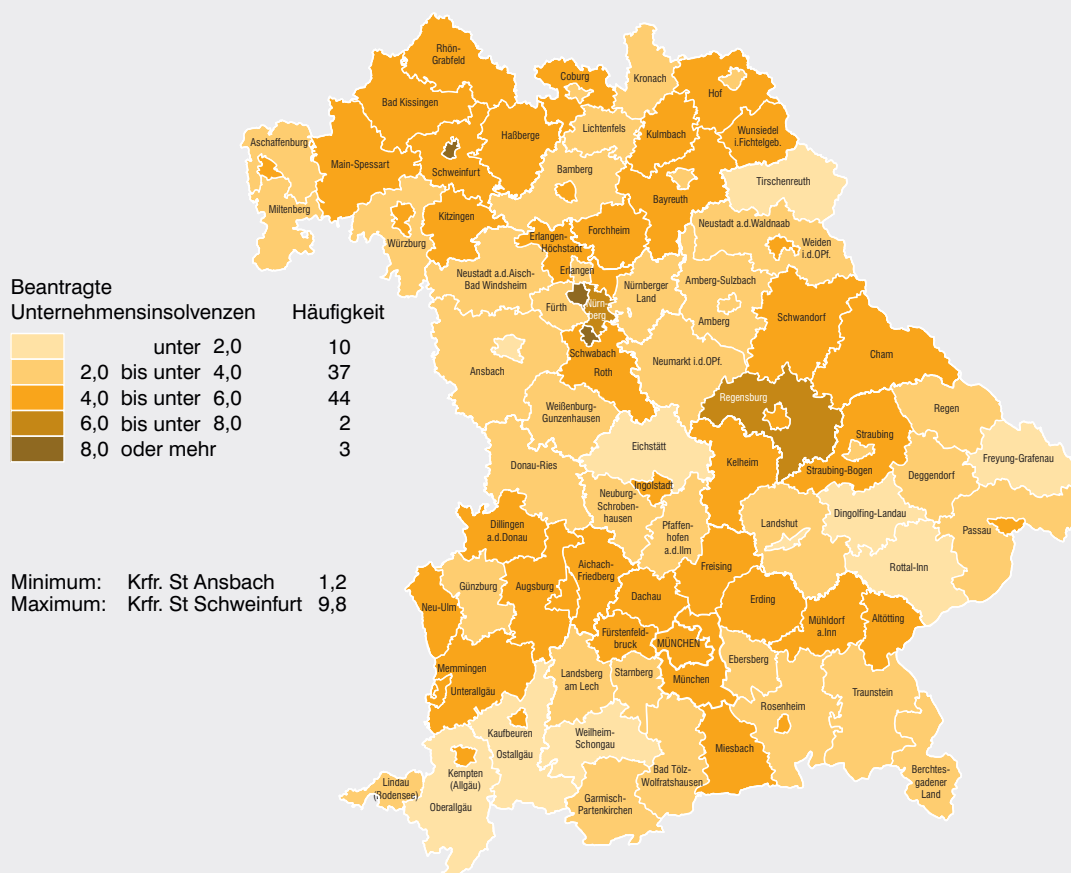 Beantragte
Unternehmensinsolvenzen Häufigkeit
unter 2,0 10
2,0 bis unter 4,0 37
4,0 bis unter 6,0 44
6,0 bis unter 8,0 2
8,0 oder mehr 3
Minimum: Krfr. St Ansbach 1,2
Maximum: Krfr. St Schweinfurt 9,8
Rhön-
Grabfeld
Coburg
Kronach
Hof
Bad Kissingen
Lichtenfels
Kulmbach
Wunsiedel
i.Fichtelgeb.
Haßberge
Aschaffenburg
Main-Spessart
Schweinfurt
Bamberg
Tirschenreuth
Bayreuth
Miltenberg
Kitzingen
Würzburg
Forchheim
Neustadt a.d.Waldnaab
Weiden
i.d.OPf.
Erlangen-
Höchstadt
Erlangen
Neustadt a.d.Aisch-
Bad Windsheim
Nürnberger
Land
Amberg-Sulzbach
Fürth
Nürn-
berg
Amberg
Schwandorf
Cham
Ansbach
Schwabach
Roth
Neumarkt i.d.OPf.
Regensburg
Weißenburg-
Gunzenhausen
Regen
Eichstätt
Straubing
Freyung-Grafenau
Donau-Ries
Kelheim
Straubing-Bogen
Deggendorf
Ingolstadt
Neuburg-
Schroben-
hausen
Pfaffen-
hofen
a.d.Ilm
Landshut
Dingolfing-Landau
Passau
Dillingen
a.d.Donau
Rottal-Inn
Aichach-
Friedberg
Freising
Günzburg
Augsburg
Dachau
Erding
Neu-Ulm
Mühldorf
a.Inn
Altötting
Fürstenfeld-
bruck
MÜNCHEN
Ebersberg
Memmingen
Unterallgäu
Landsberg
am Lech
Starnberg
München
Traunstein
Rosenheim
Kaufbeuren
Ostallgäu
Weilheim-
Schongau
Miesbach
Bad Tölz-
Wolfratshausen
Kempten
(Allgäu)
Lindau
(Bodensee)
Oberallgäu
Garmisch-
Partenkirchen
Berchtes-
gadener
Land